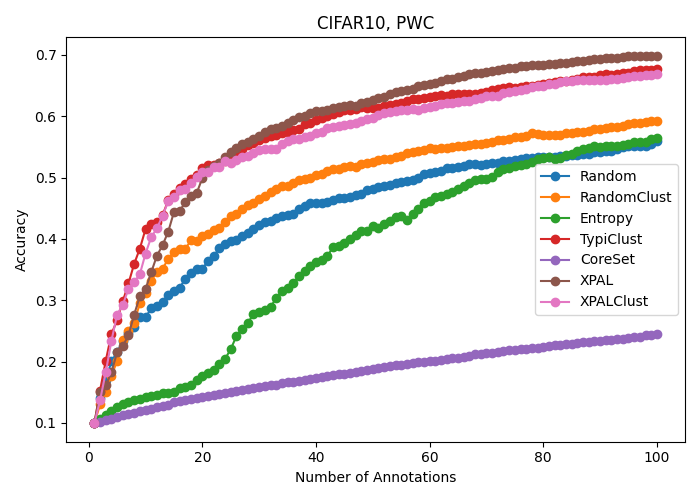 CIFAR10, PWC
Accuracy
0.7
0.6
0.5
0.4
0.3
0.2
0.1
Random
RandomClust
Entropy
TypiClust
CoreSet
XPAL
XPALClust
0
20
40
60
80
100
Number of Annotations